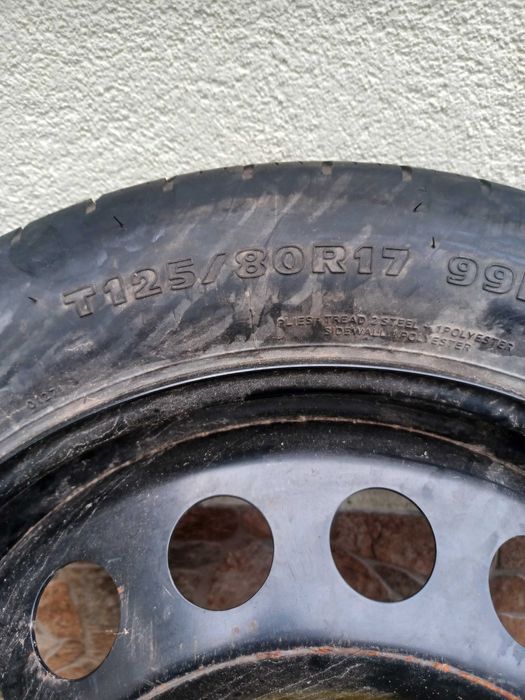 T125/80R17 99
PLIES: TREAD 2 STEEL + 1 POLYESTER
SIDEWALL 1 POLYESTER